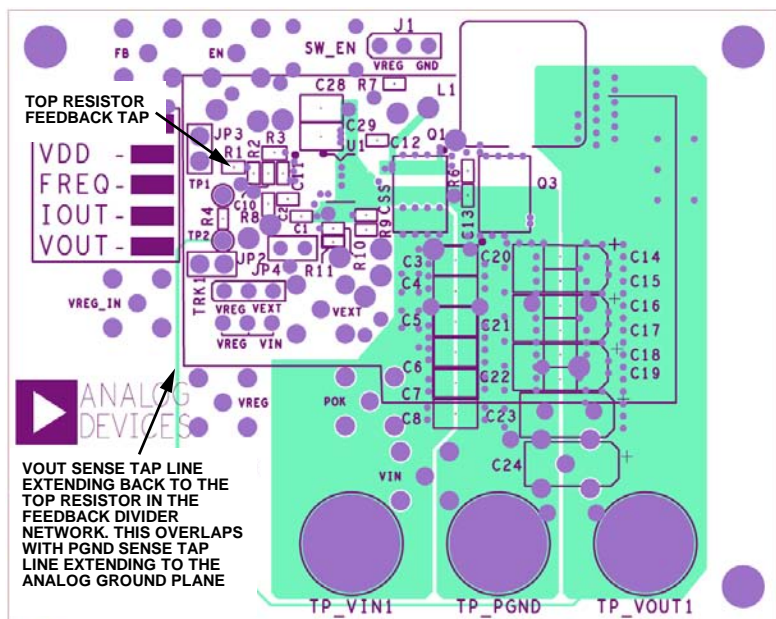 J1
FB
EN
SW_EN
VREG GND
C28
R7
L1
TOP RESISTOR
FEEDBACK TAP
JP3
R1
R2
R3
C29
U1
C12
Q1
VDD -
FREQ -
IOUT -
VOUT -
TP1
C10
C11
R4
R8
C2
C1
CSS
R9
R6
C13
Q3
TP2
TRK1
JP2
JP4
R11
R10
C3
C20
C14
C4
C15
VREG_IN
VREG VEXT
VEXT
C16
C5
C21
C17
VREG VIN
C18
C6
C22
C19
ANALOG
DEVICES
VREG
POK
C7
C8
C23
C24
VIN
VOUT SENSE TAP LINE
EXTENDING BACK TO THE
TOP RESISTOR IN THE
FEEDBACK DIVIDER
NETWORK. THIS OVERLAPS
WITH PGND SENSE TAP
LINE EXTENDING TO THE
ANALOG GROUND PLANE
TP_VIN1
TP_PGND
TP_VOUT1